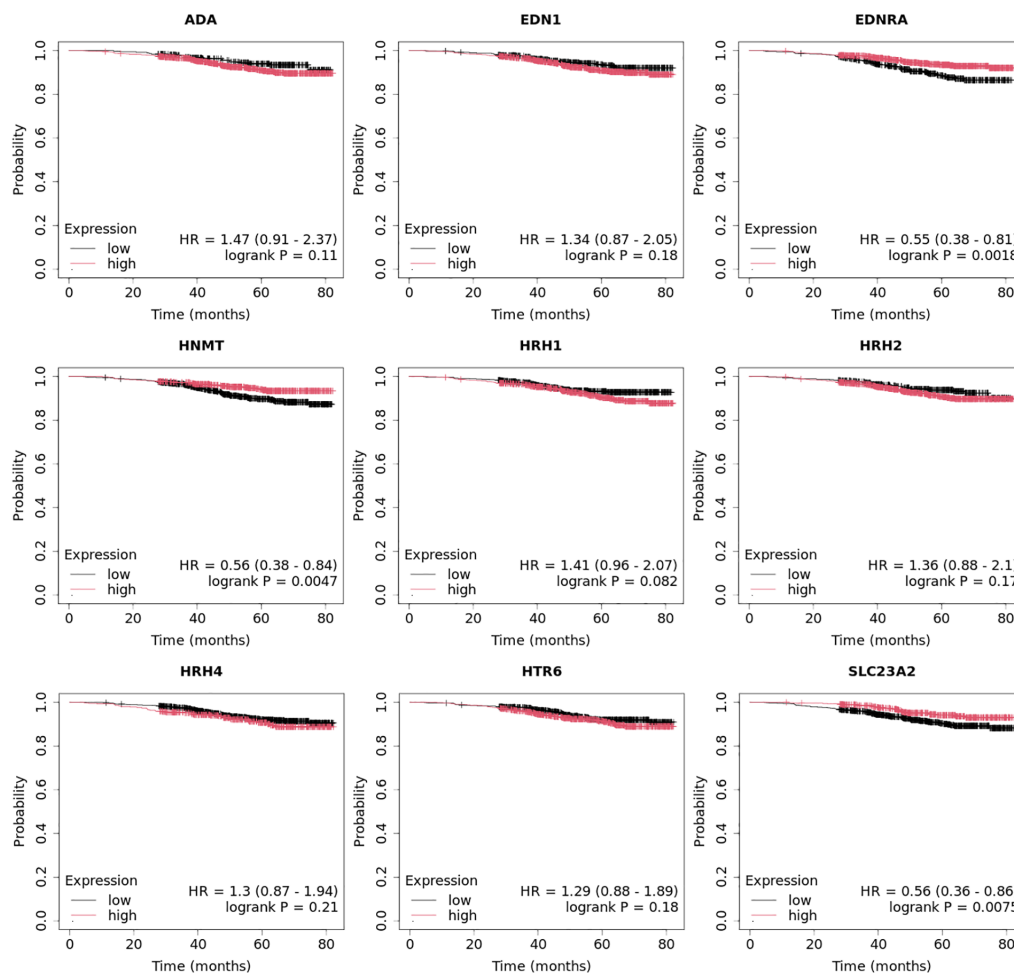 ADA
1.0
0.8
0.6
0.4
0.2
0.0
Probability
Expression
low
high
HR = 1.47 (0.91 - 2.37)
logrank P = 0.11
0 20 40 60 80
Time (months)
EDN1
1.0
0.8
0.6
0.4
0.2
0.0
Probability
Expression
low
high
HR = 1.34 (0.87 - 2.05)
logrank P = 0.18
0 20 40 60 80
Time (months)
EDNRA
1.0
0.8
0.6
0.4
0.2
0.0
Probability
Expression
low
high
HR = 0.55 (0.38 - 0.81)
logrank P = 0.0018
0 20 40 60 80
Time (months)
HNMT
1.0
0.8
0.6
0.4
0.2
0.0
Probability
Expression
low
high
HR = 0.56 (0.38 - 0.84)
logrank P = 0.0047
0 20 40 60 80
Time (months)
HRH1
1.0
0.8
0.6
0.4
0.2
0.0
Probability
Expression
low
high
HR = 1.41 (0.96 - 2.07)
logrank P = 0.082
0 20 40 60 80
Time (months)
HRH2
1.0
0.8
0.6
0.4
0.2
0.0
Probability
Expression
low
high
HR = 1.36 (0.88 - 2.1)
logrank P = 0.17
0 20 40 60 80
Time (months)
HRH4
1.0
0.8
0.6
0.4
0.2
0.0
Probability
Expression
low
high
HR = 1.3 (0.87 - 1.94)
logrank P = 0.21
0 20 40 60 80
Time (months)
HTR6
1.0
0.8
0.6
0.4
0.2
0.0
Probability
Expression
low
high
HR = 1.29 (0.88 - 1.89)
logrank P = 0.18
0 20 40 60 80
Time (months)
SLC23A2
1.0
0.8
0.6
0.4
0.2
0.0
Probability
Expression
low
high
HR = 0.56 (0.36 - 0.86
logrank P = 0.0075
0 20 40 60 80
Time (months)